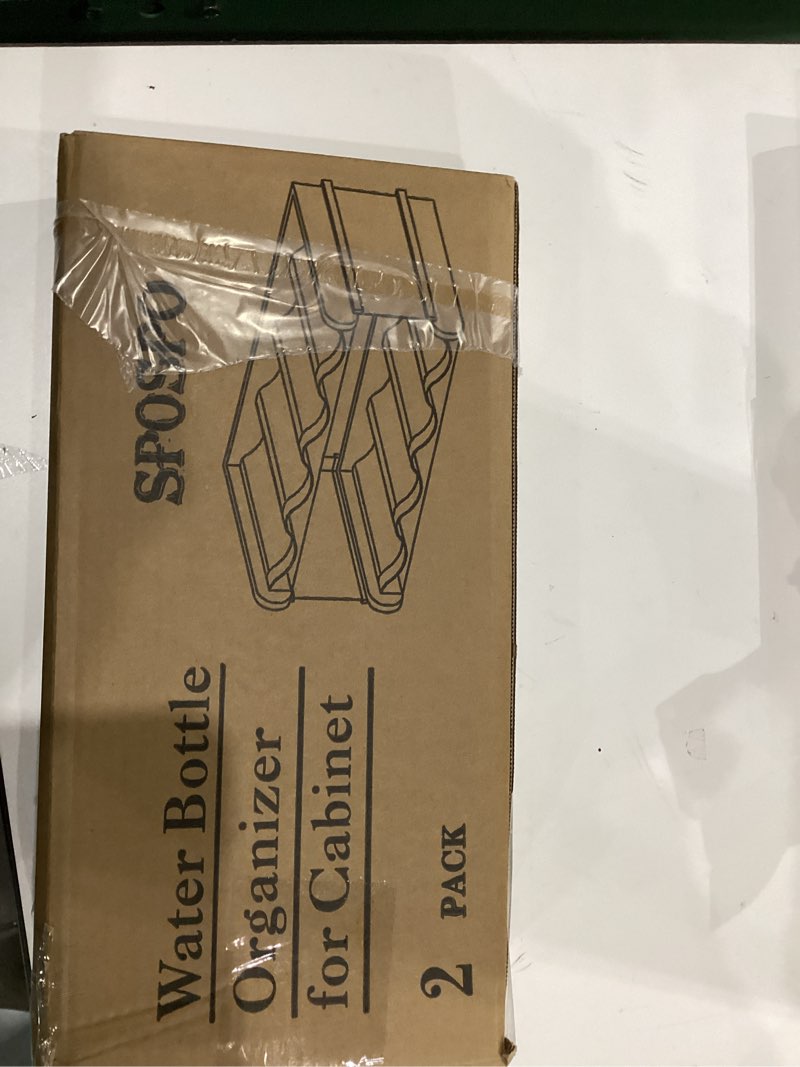 Water Bottle
Organizer
for Cabinet
2 PACK